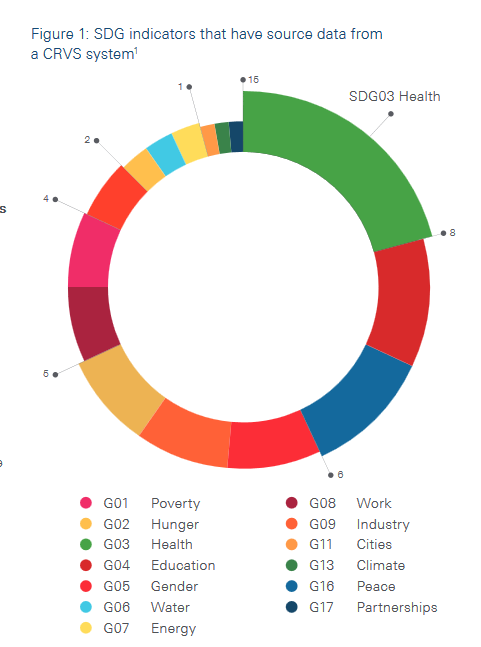 Figure 1: SDG indicators that have source data from
a CRVS system1
15
1
SDG03 Health
2
4
s
8
5
6
G01 Poverty
G02 Hunger
G03 Health
G04 Education
G05 Gender
G06 Water
G07 Energy
G08 Work
G09 Industry
G11 Cities
G13 Climate
G16 Peace
G17 Partnerships